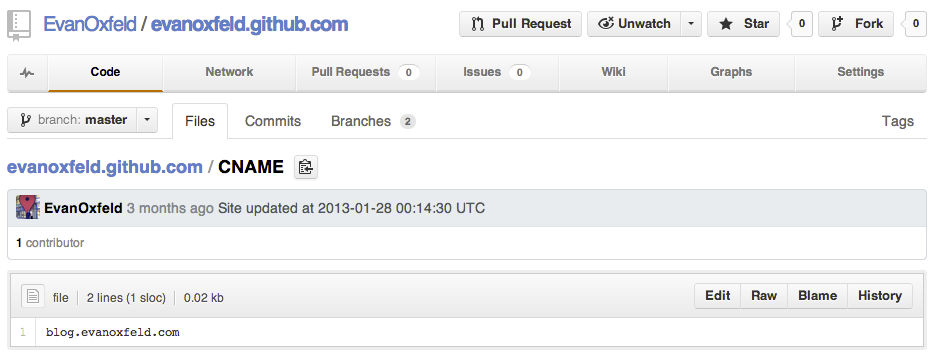 EvanOxfeld / evanoxfeld.github.com Pull Request Unwatch Star 0 Fork 0
Code Network Pull Requests 0 Issues 0 Wiki Graphs Settings
branch: master Files Commits Branches 2 Tags
evanoxfeld.github.com / CNAME
EvanOxfeld 3 months ago Site updated at 2013-01-28 00:14:30 UTC
1 contributor
file 2 lines (1 sloc) 0.02 kb Edit Raw Blame History
1 blog.evanoxfeld.com